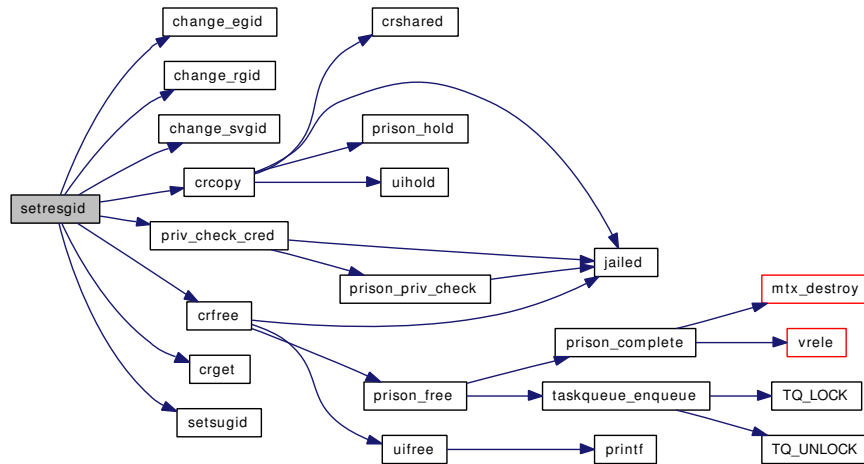 change_egid
crshared
change_rgid
change_svgid
prison_hold
crcopy
uihold
setresgid
priv_check_cred
jailed
prison_priv_check
mtx_destroy
crfree
prison_complete
vrele
crget
prison_free
taskqueue_enqueue
TQ_LOCK
setsugid
uifree
printf
TQ_UNLOCK